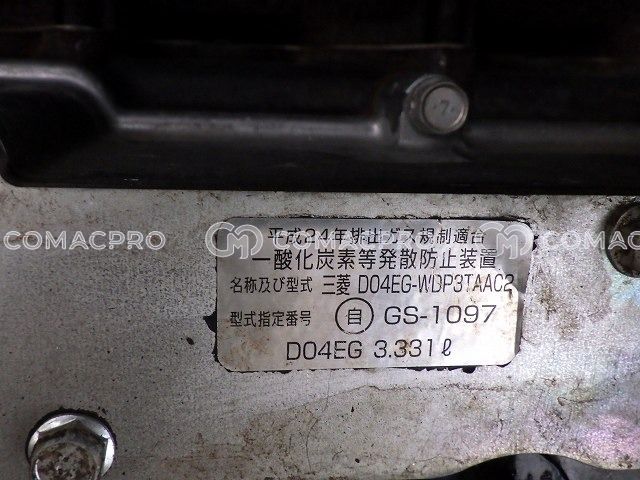 平成24年排出ガス規制適合
COMACPRO COMACPRO COMACPRO
一酸化炭素等発散防止装置
名称及び型式 三菱 D04EG-WDP3TAAC2
型式指定番号 自 GS-1097
D04EG 3.331ℓ
7